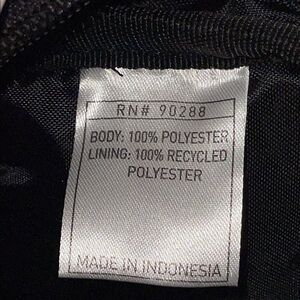 RN# 90288
BODY: 100% POLYESTER
LINING: 100% RECYCLED
POLYESTER
MADE IN INDONESIA